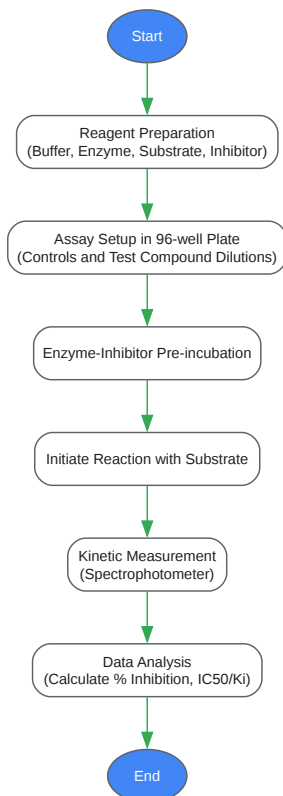 Start
Reagent Preparation
(Buffer, Enzyme, Substrate, Inhibitor)
Assay Setup in 96-well Plate
(Controls and Test Compound Dilutions)
Enzyme-Inhibitor Pre-incubation
Initiate Reaction with Substrate
Kinetic Measurement
(Spectrophotometer)
Data Analysis
(Calculate % Inhibition, IC50/Ki)
End